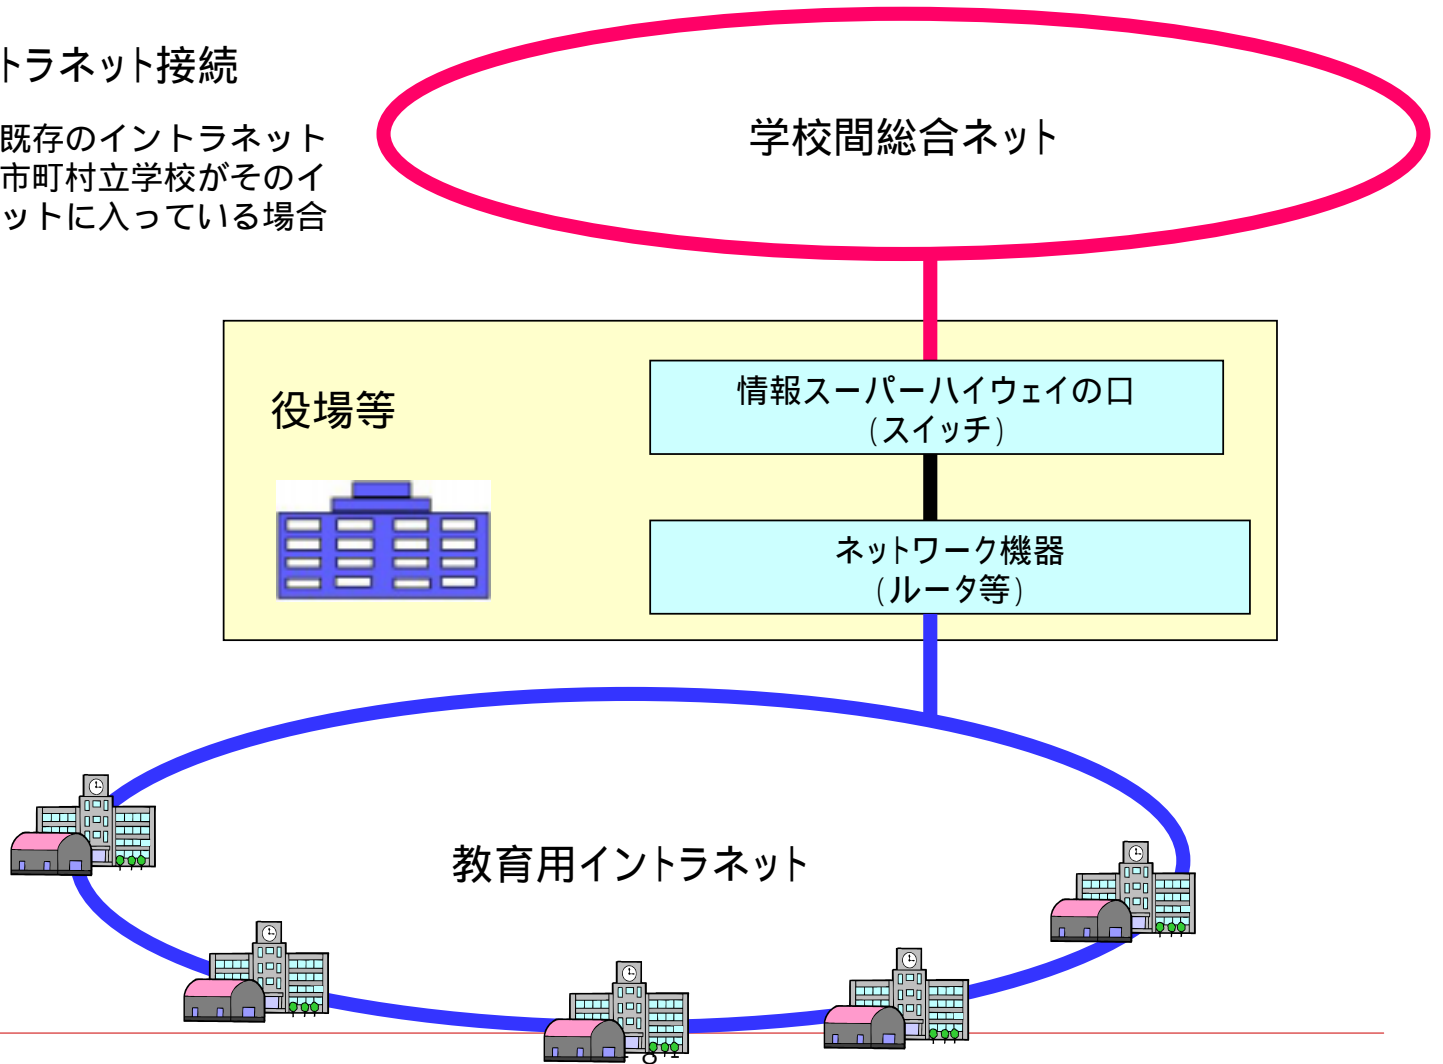 トラネット接続
既存のイントラネット
市町村立学校がそのイ
ットに入っている場合
学校間総合ネット
役場等
情報スーパーハイウェイの口
(スイッチ)
ネットワーク機器
(ルータ等)
教育用イントラネット